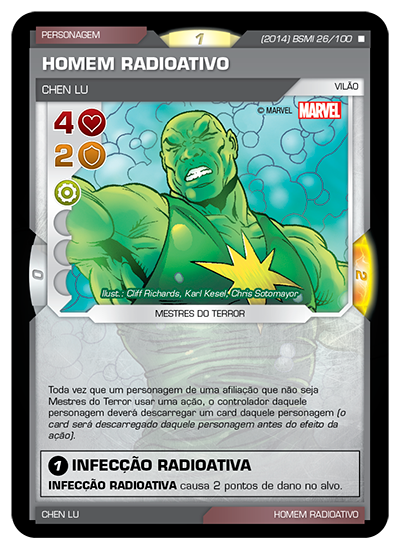 PERSONAGEM
1
(2014) BSMI 26/100
HOMEM RADIOATIVO
CHEN LU
VILÃO
© MARVEL
MARVEL
4
2
0
2
Ilust.: Cliff Richards, Karl Kesel, Chris Sotomayor
MESTRES DO TERROR
Toda vez que um personagem de uma afiliação que não seja
Mestres do Terror usar uma ação, o controlador daquele
personagem deverá descarregar um card daquele personagem (o
card será descarregado daquele personagem antes do efeito da
ação).
1 INFECÇÃO RADIOATIVA
INFECÇÃO RADIOATIVA causa 2 pontos de dano no alvo.
CHEN LU
HOMEM RADIOATIVO